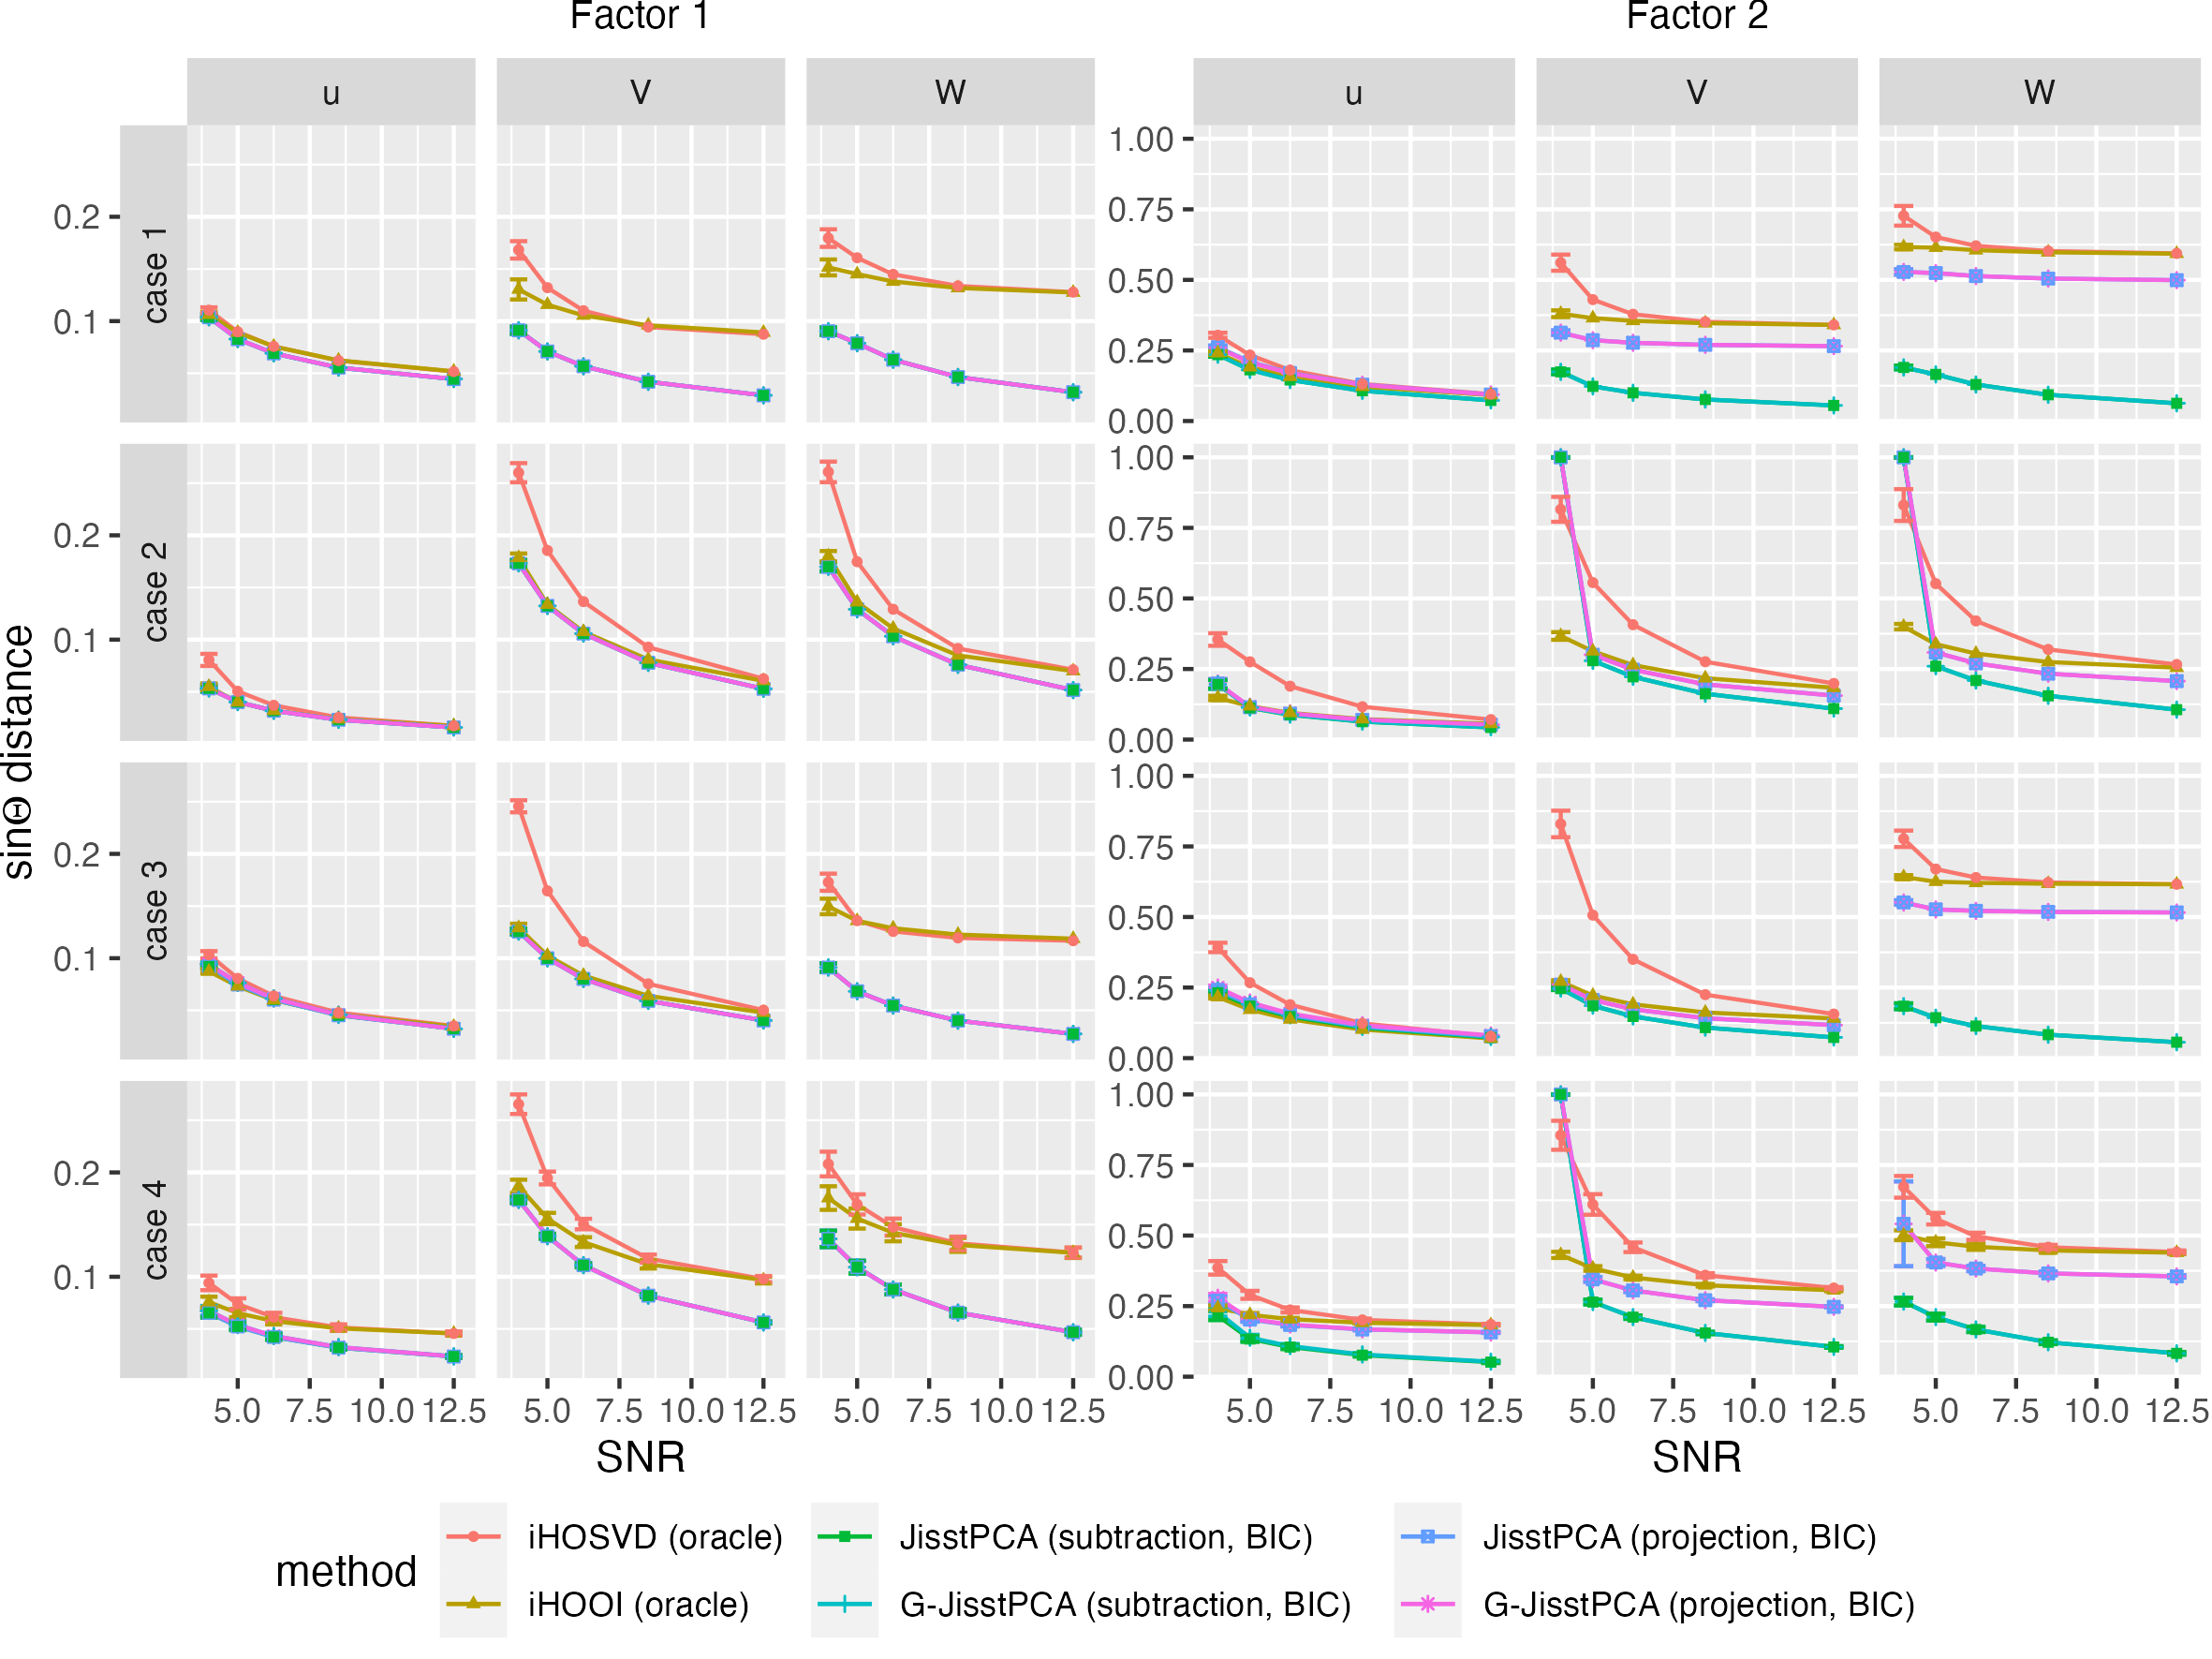 Factor 1 Factor 2
u V W u V W
sinΘ distance
case 1
0.2
0.1
1.00
0.75
0.50
0.25
0.00
case 2
0.2
0.1
1.00
0.75
0.50
0.25
0.00
case 3
0.2
0.1
1.00
0.75
0.50
0.25
0.00
case 4
0.2
0.1
1.00
0.75
0.50
0.25
0.00
5.0 7.5 10.0 12.5 5.0 7.5 10.0 12.5 5.0 7.5 10.0 12.5 5.0 7.5 10.0 12.5 5.0 7.5 10.0 12.5 5.0 7.5 10.0 12.5
SNR SNR
method
iHOSVD (oracle) JisstPCA (subtraction, BIC) JisstPCA (projection, BIC)
iHOOI (oracle) G-JisstPCA (subtraction, BIC) G-JisstPCA (projection, BIC)